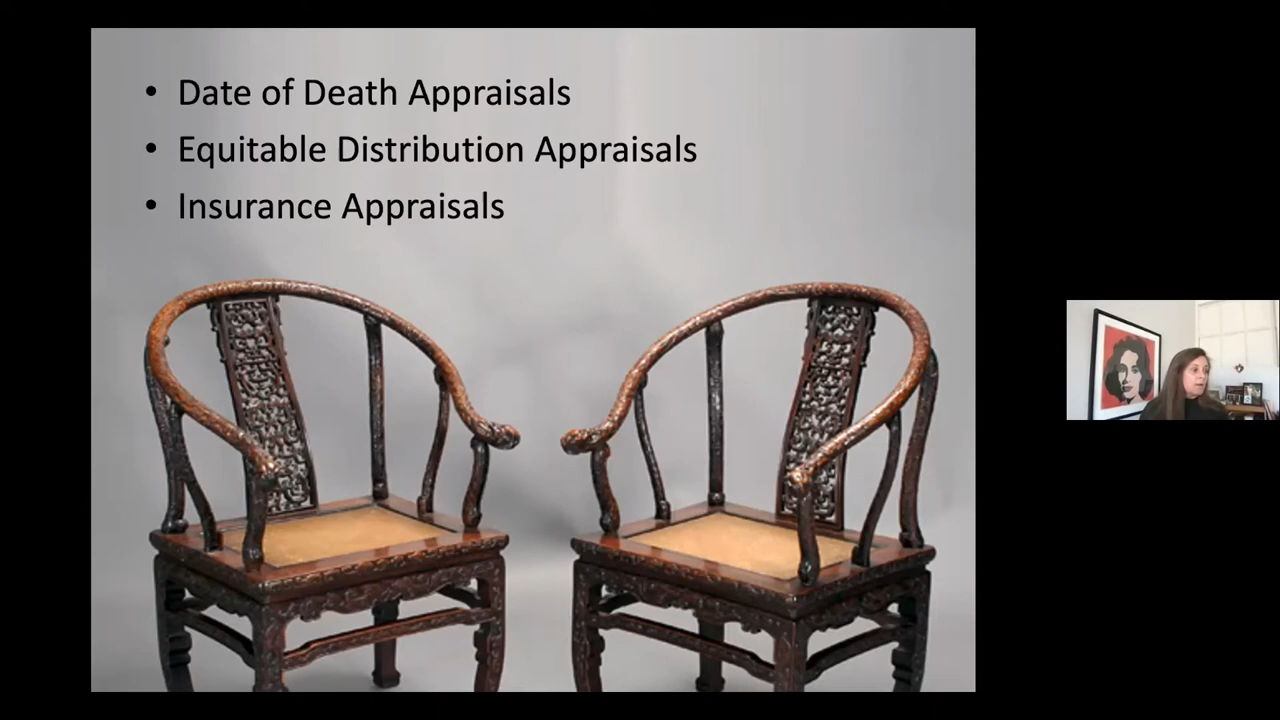 • Date of Death Appraisals
• Equitable Distribution Appraisals
• Insurance Appraisals